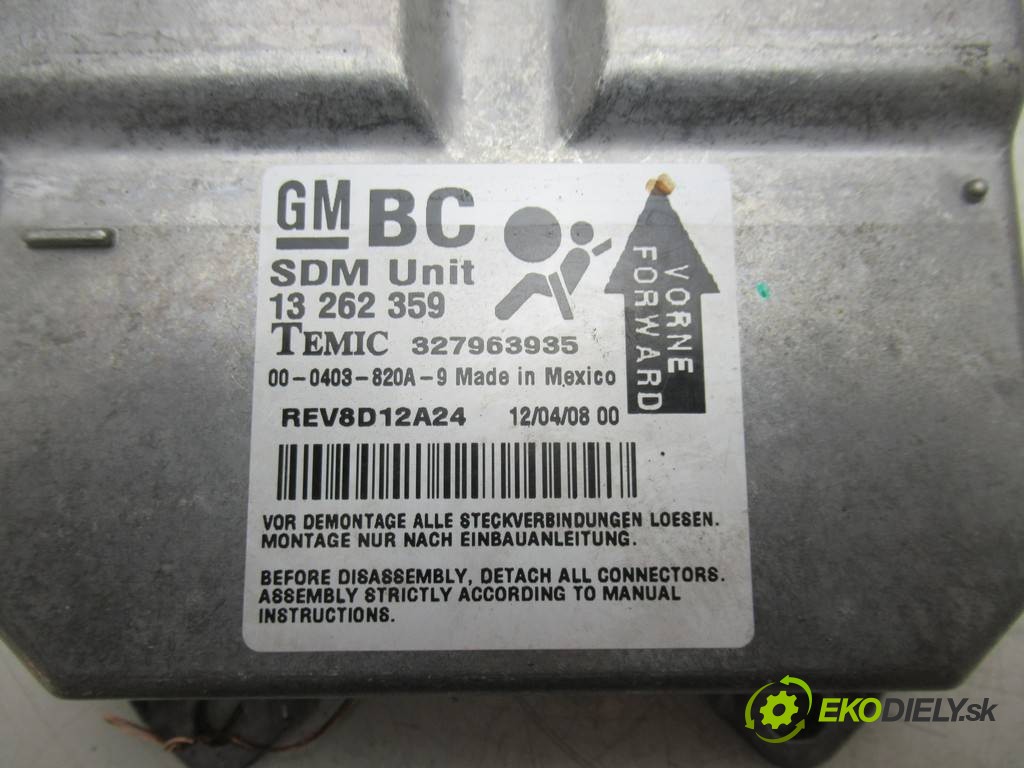 GM BC
SDM Unit
13 262 359
TEMIC 327963935
00-0403-820A-9 Made in Mexico
REV8D12A24 12/04/08 00
VORNE
FORWARD
VOR DEMONTAGE ALLE STECKVERBINDUNGEN LOESEN.
MONTAGE NUR NACH EINBAUANLEITUNG.
BEFORE DISASSEMBLY, DETACH ALL CONNECTORS.
ASSEMBLY STRICTLY ACCORDING TO MANUAL
INSTRUCTIONS.
EKODIELY.sk